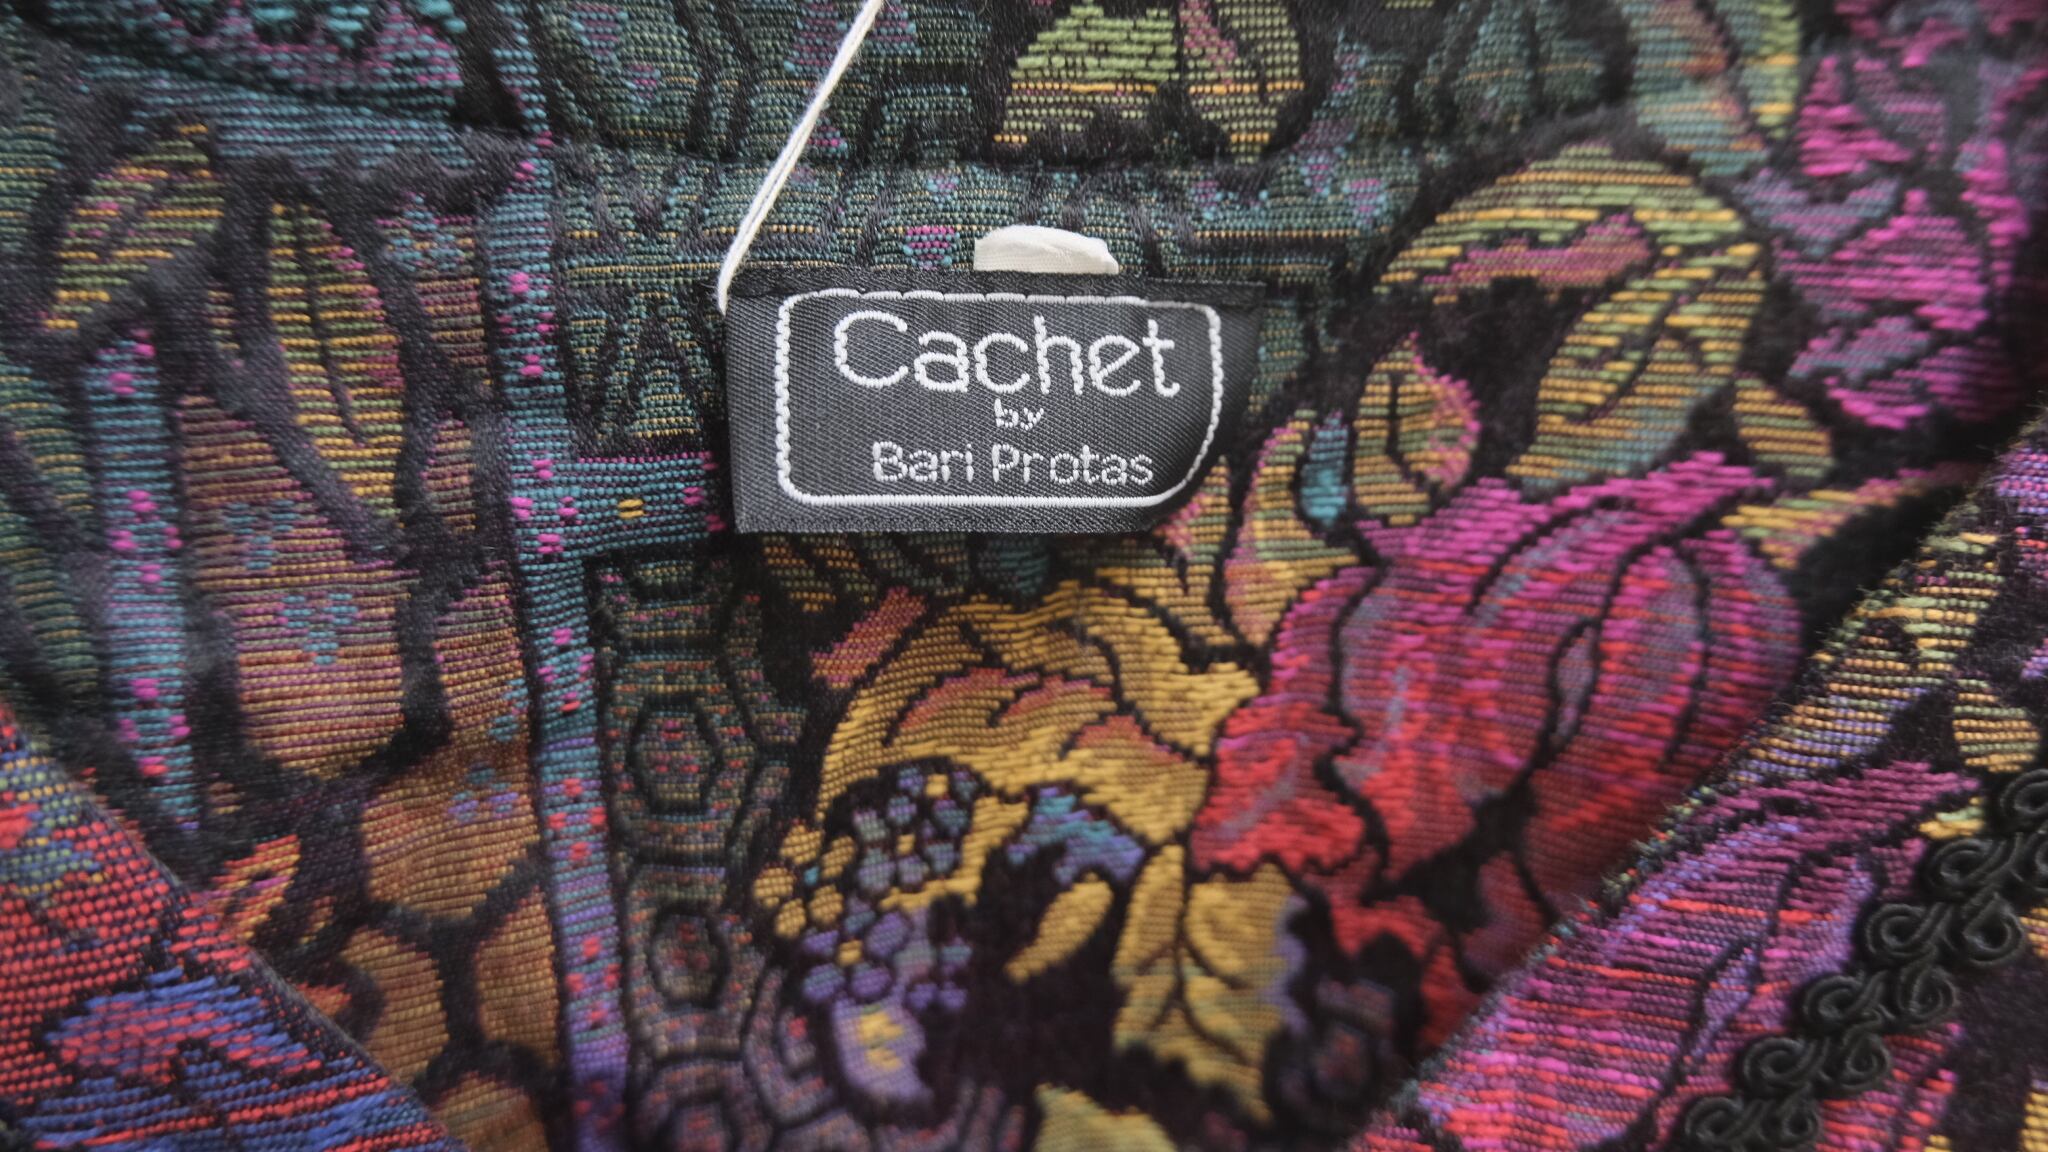 Cachet
by
Bari Protas